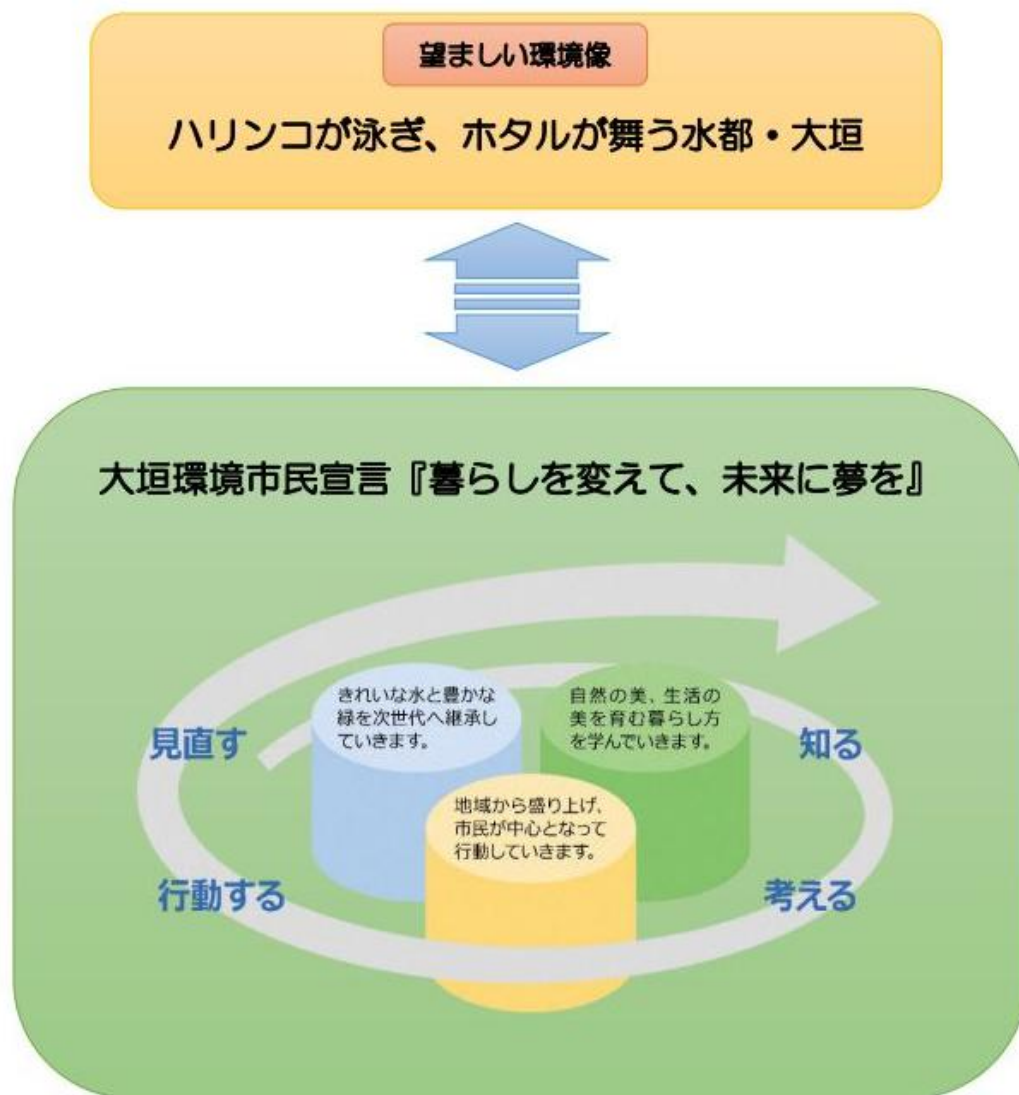 望ましい環境像
ハリンコが泳ぎ、ホタルが舞う水都・大垣
大垣環境市民宣言『暮らしを変えて、未来に夢を』
きれいな水と豊かな
緑を次世代へ継承し
ていきます。
自然の美、生活の
美を育む暮らし方
を学んでいきます。
見直す
知る
地域から盛り上げ、
市民が中心となって
行動していきます。
行動する
考える